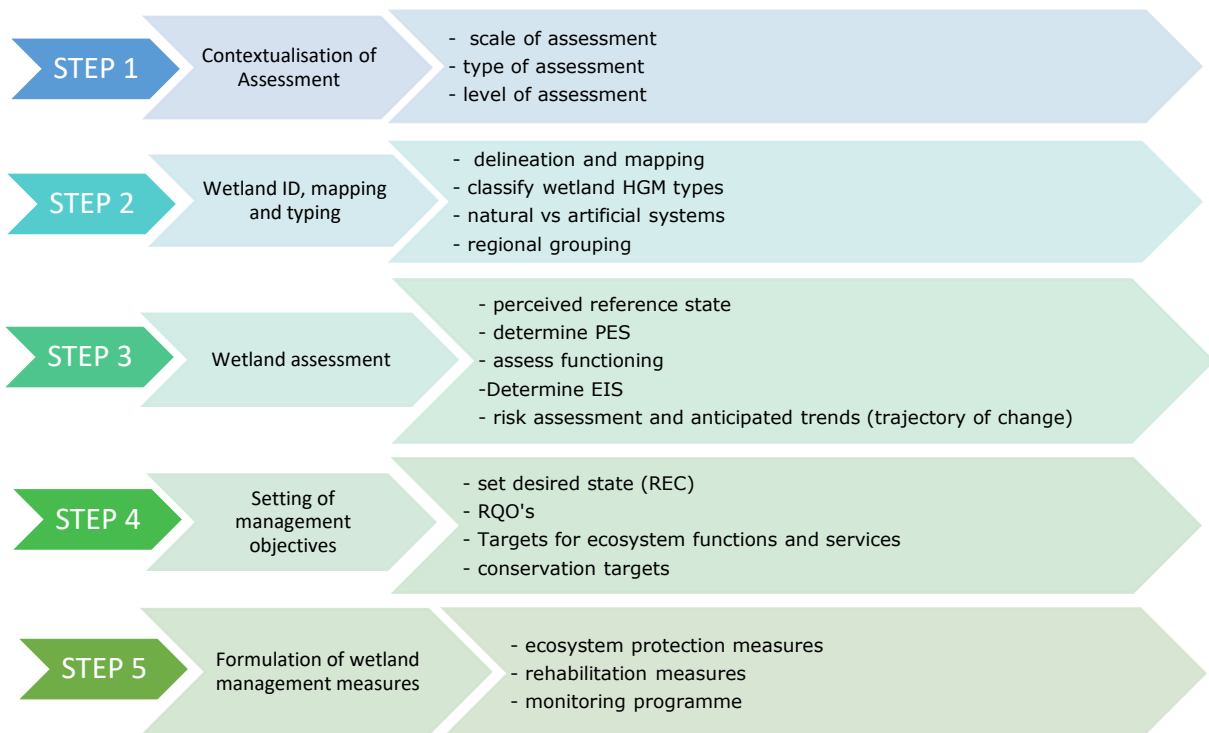 STEP 1
Contextualisation of
Assessment
- scale of assessment
- type of assessment
- level of assessment
STEP 2
Wetland ID, mapping
and typing
- delineation and mapping
- classify wetland HGM types
- natural vs artificial systems
- regional grouping
STEP 3
Wetland assessment
- perceived reference state
- determine PES
- assess functioning
-Determine EIS
- risk assessment and anticipated trends (trajectory of change)
STEP 4
Setting of
management
objectives
- set desired state (REC)
- RQO's
- Targets for ecosystem functions and services
- conservation targets
STEP 5
Formulation of wetland
management measures
- ecosystem protection measures
- rehabilitation measures
- monitoring programme